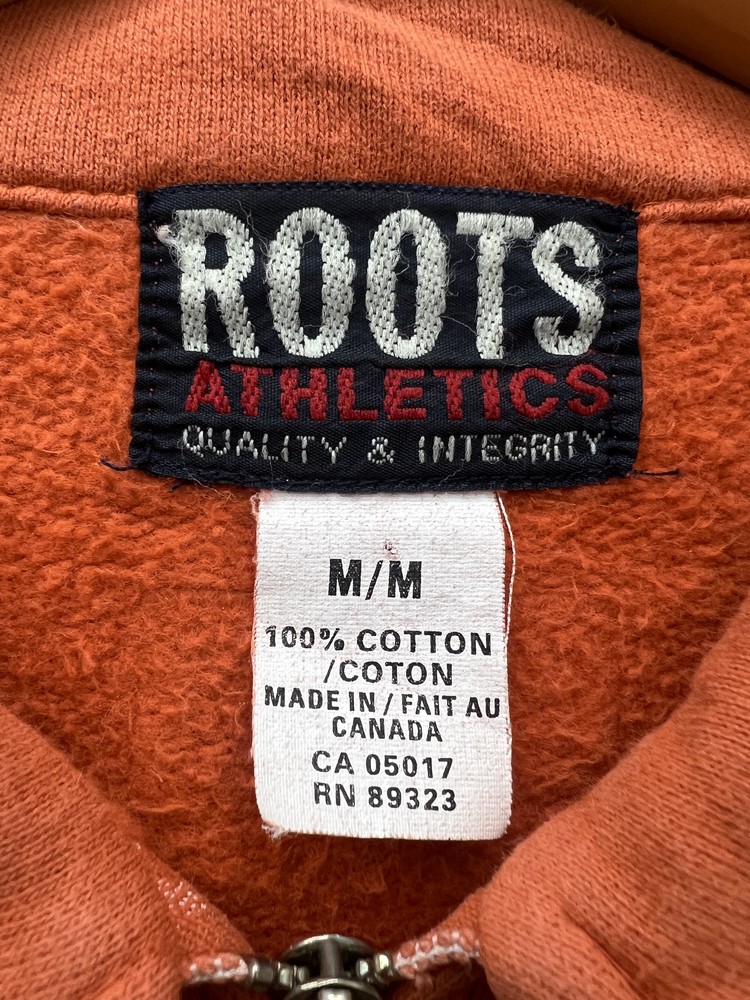 ROOTS
ATHLETICS
QUALITY & INTEGRITY
M/M
100% COTTON
/COTON
MADE IN / FAIT AU
CANADA
CA 05017
RN 89323